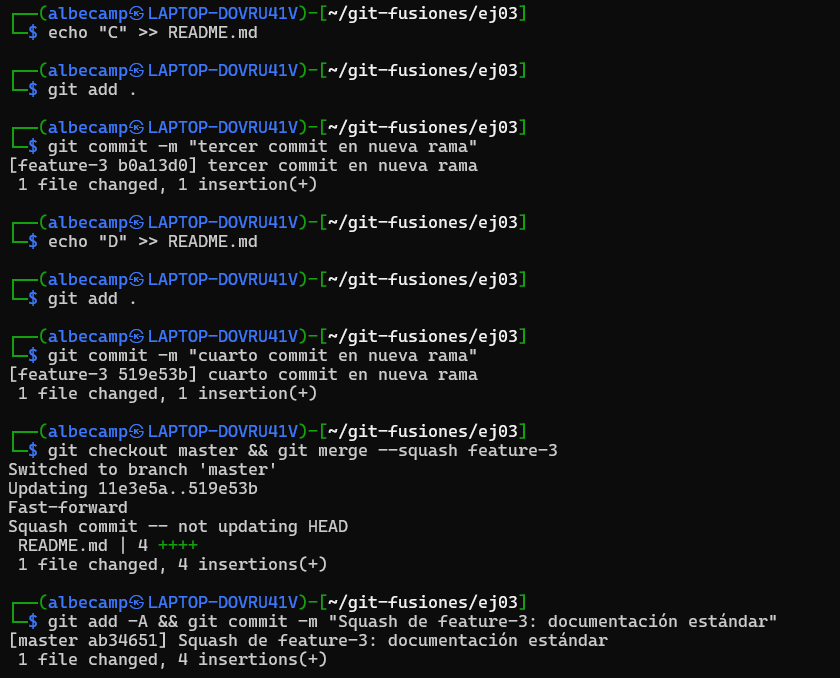 ┌──(albecamp㉿LAPTOP-DOVRU41V)-[~/git-fusiones/ej03]
└─$ echo "C" >> README.md

┌──(albecamp㉿LAPTOP-DOVRU41V)-[~/git-fusiones/ej03]
└─$ git add .

┌──(albecamp㉿LAPTOP-DOVRU41V)-[~/git-fusiones/ej03]
└─$ git commit -m "tercer commit en nueva rama"
[feature-3 b0a13d0] tercer commit en nueva rama
 1 file changed, 1 insertion(+)

┌──(albecamp㉿LAPTOP-DOVRU41V)-[~/git-fusiones/ej03]
└─$ echo "D" >> README.md

┌──(albecamp㉿LAPTOP-DOVRU41V)-[~/git-fusiones/ej03]
└─$ git add .

┌──(albecamp㉿LAPTOP-DOVRU41V)-[~/git-fusiones/ej03]
└─$ git commit -m "cuarto commit en nueva rama"
[feature-3 519e53b] cuarto commit en nueva rama
 1 file changed, 1 insertion(+)

┌──(albecamp㉿LAPTOP-DOVRU41V)-[~/git-fusiones/ej03]
└─$ git checkout master && git merge --squash feature-3
Switched to branch 'master'
Updating 11e3e5a..519e53b
Fast-forward
Squash commit -- not updating HEAD
 README.md | 4 ++++
 1 file changed, 4 insertions(+)

┌──(albecamp㉿LAPTOP-DOVRU41V)-[~/git-fusiones/ej03]
└─$ git add -A && git commit -m "Squash de feature-3: documentación estándar"
[master ab34651] Squash de feature-3: documentación estándar
 1 file changed, 4 insertions(+)